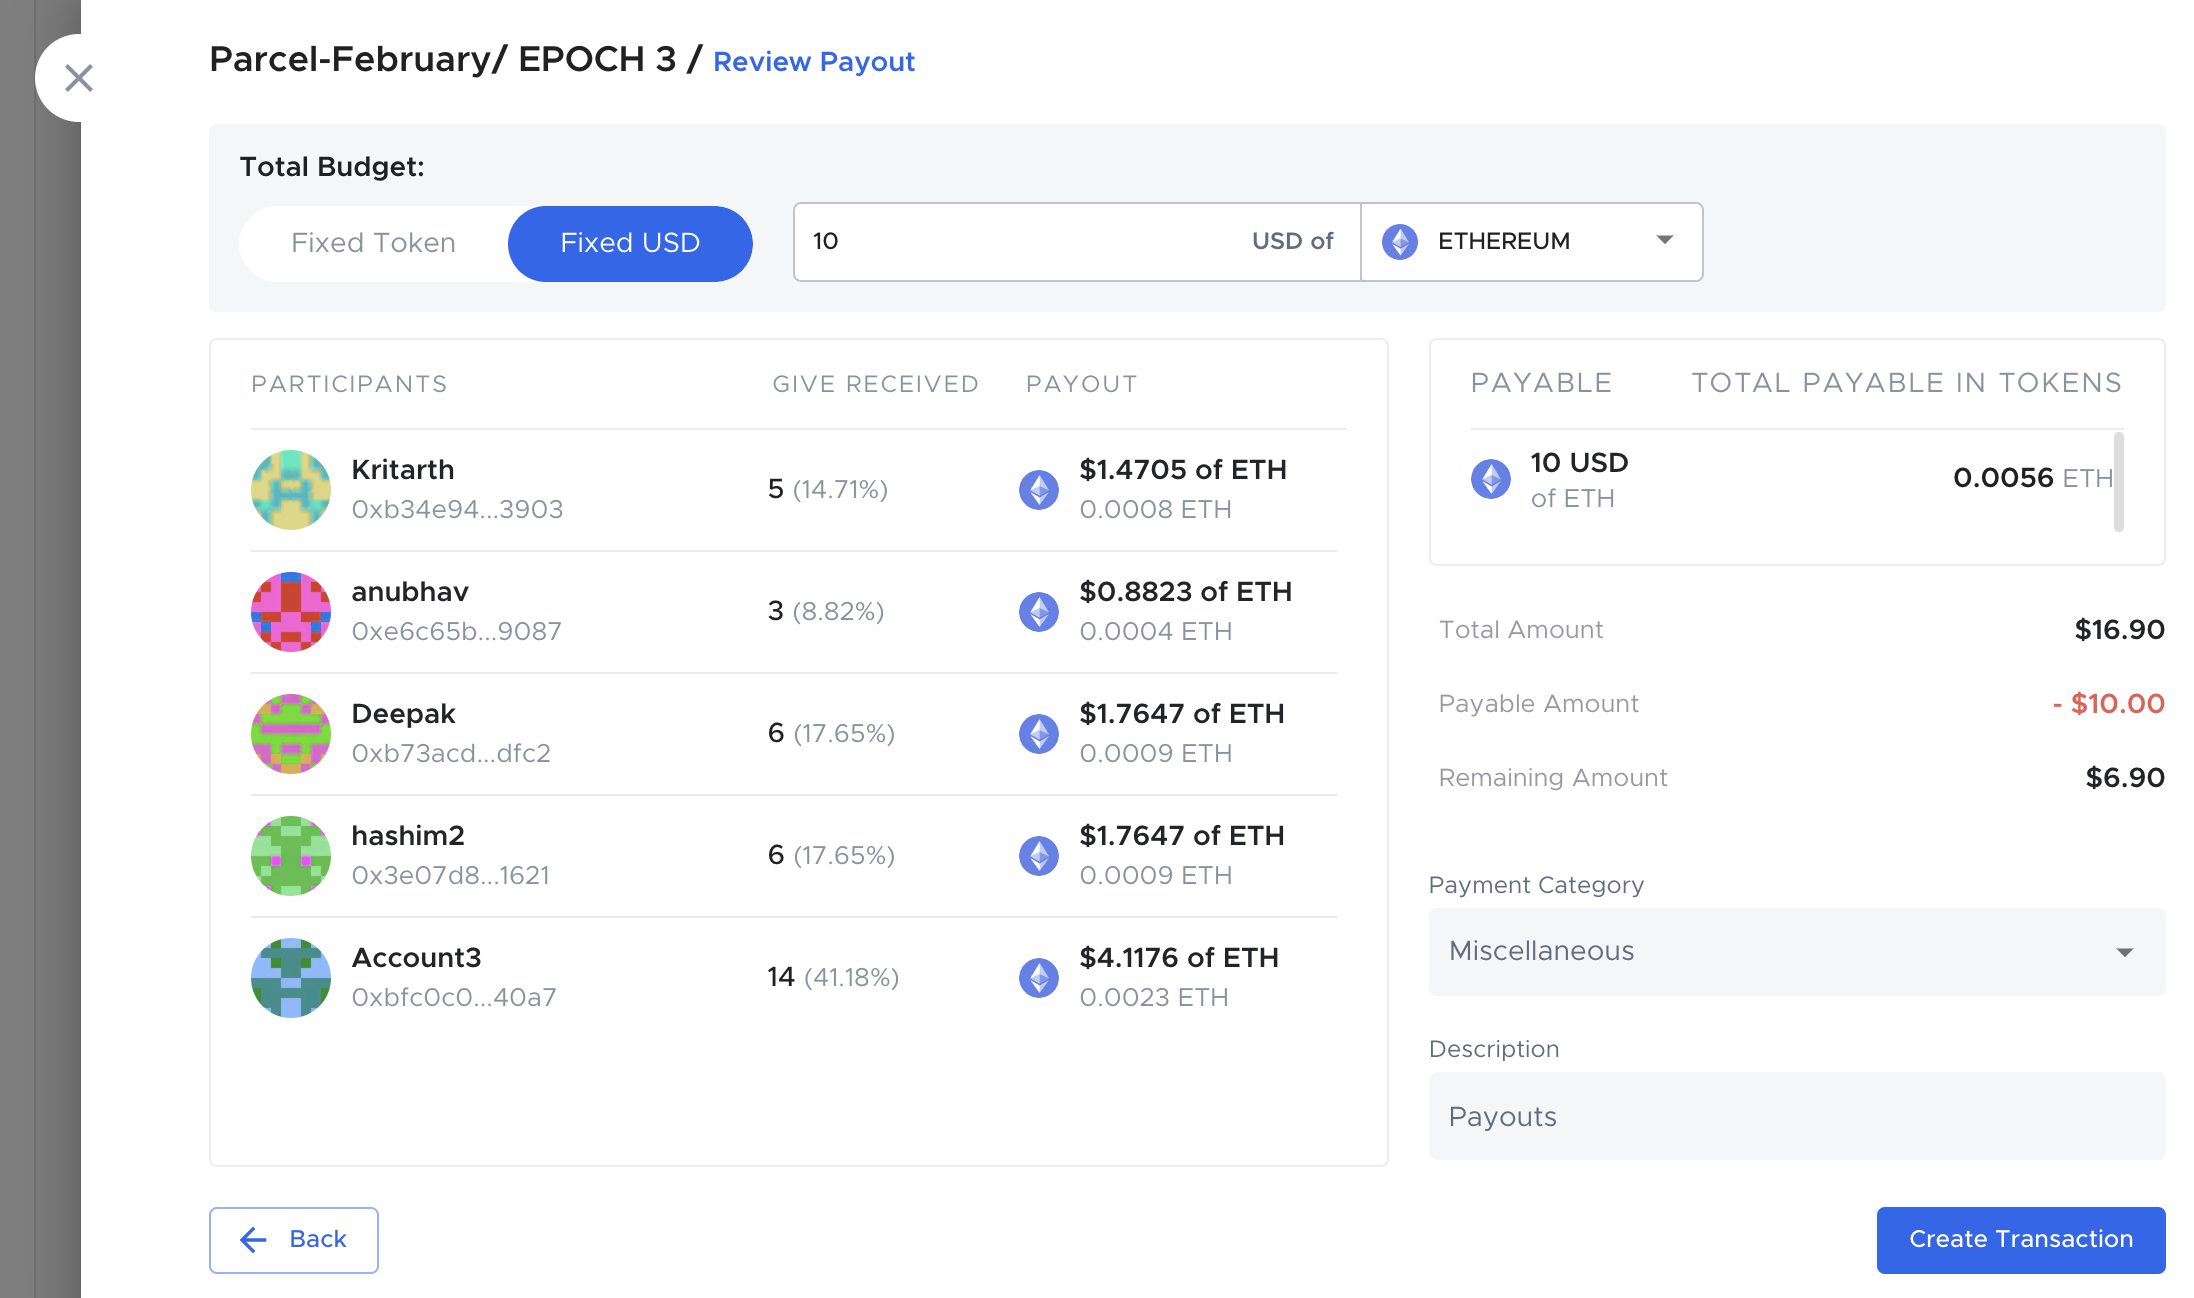 Parcel-February/ EPOCH 3 / Review Payout
Total Budget:
Fixed Token
Fixed USD
10
USD of
ETHEREUM
PARTICIPANTS GIVE RECEIVED PAYOUT
Kritarth
0xb34e94...3903
5 (14.71%)
$1.4705 of ETH
0.0008 ETH
anubhav
0xe6c65b...9087
3 (8.82%)
$0.8823 of ETH
0.0004 ETH
Deepak
0xb73acd...dfc2
6 (17.65%)
$1.7647 of ETH
0.0009 ETH
hashim2
0x3e07d8...1621
6 (17.65%)
$1.7647 of ETH
0.0009 ETH
Account3
0xbfc0c0...40a7
14 (41.18%)
$4.1176 of ETH
0.0023 ETH
PAYABLE TOTAL PAYABLE IN TOKENS
10 USD
of ETH
0.0056 ETH
Total Amount $16.90
Payable Amount - $10.00
Remaining Amount $6.90
Payment Category
Miscellaneous
Description
Payouts
Back
Create Transaction